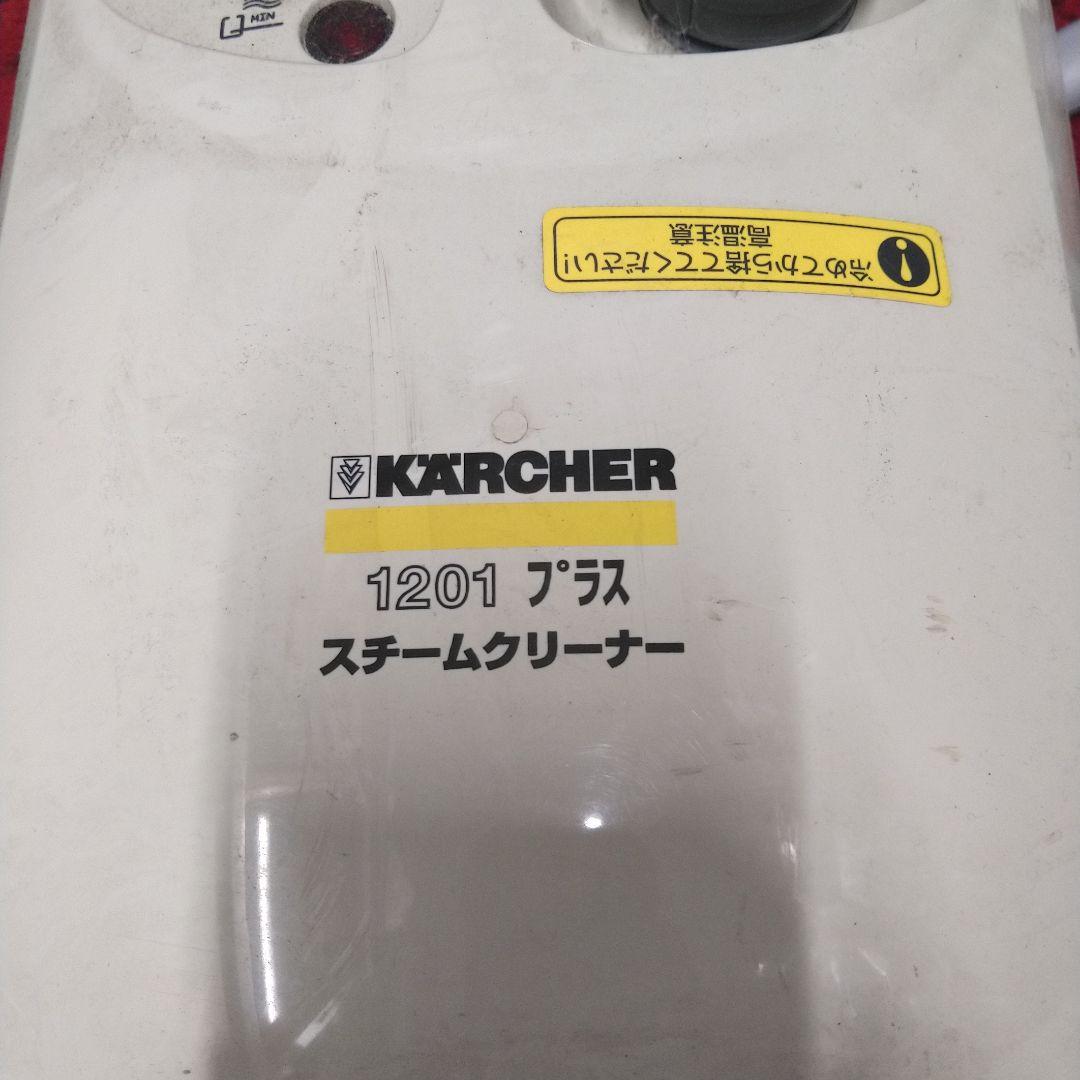 MIN
高温注意
冷めてから捨ててください!
KÄRCHER
1201 プラス
スチームクリーナー